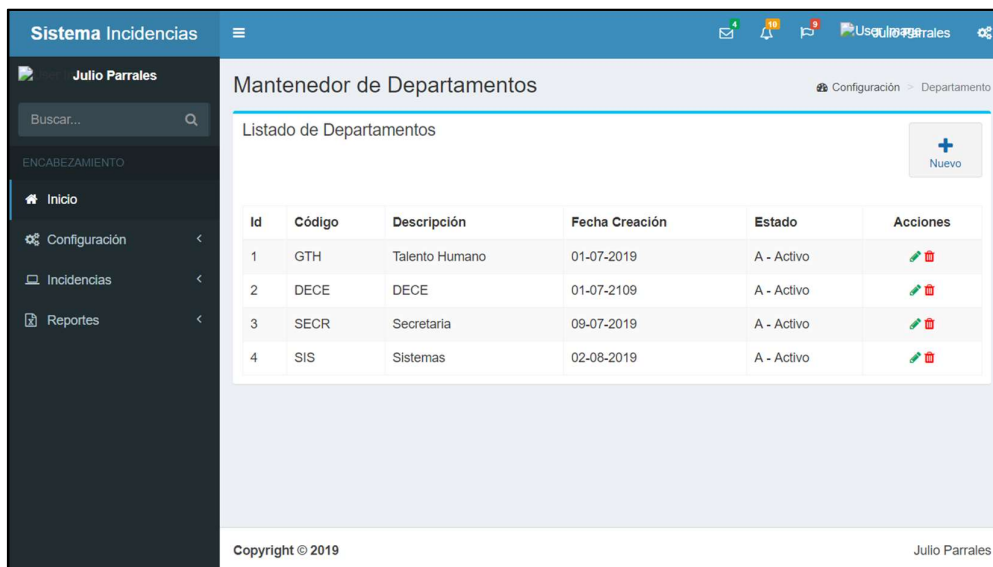 Sistema Incidencias
4
10
9
User Image
Julio Parrales
Julio Parrales
Buscar...
ENCABEZAMIENTO
Inicio
Configuración
Incidencias
Reportes
Mantenedor de Departamentos
Configuración > Departamento
Listado de Departamentos
Nuevo
Id Código Descripción Fecha Creación Estado Acciones
1 GTH Talento Humano 01-07-2019 A - Activo
2 DECE DECE 01-07-2109 A - Activo
3 SECR Secretaria 09-07-2019 A - Activo
4 SIS Sistemas 02-08-2019 A - Activo
Copyright © 2019
Julio Parrales